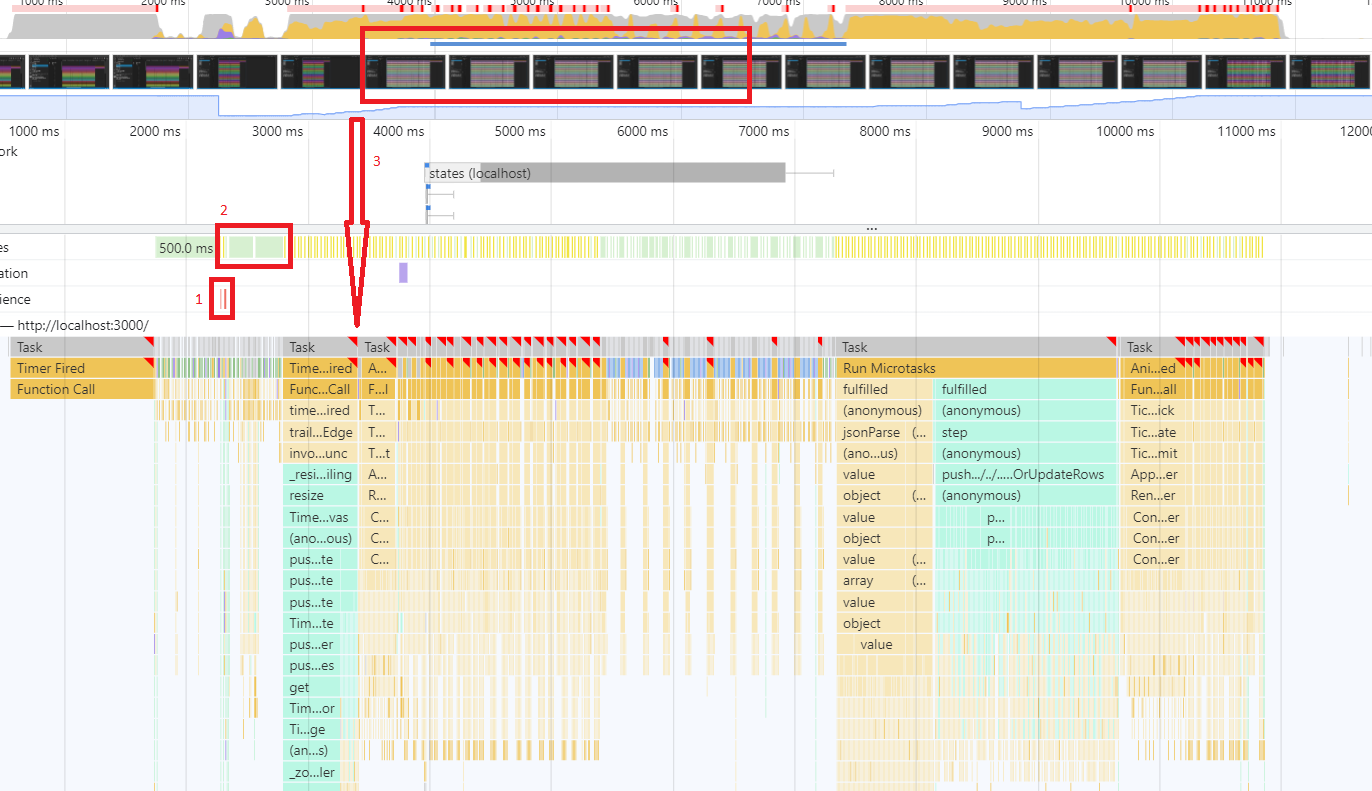 1000 ms 2000 ms 3000 ms 4000 ms 5000 ms 6000 ms 7000 ms 8000 ms 9000 ms 10000 ms 11000 ms
1000 ms 2000 ms 3000 ms 4000 ms 5000 ms 6000 ms 7000 ms 8000 ms 9000 ms 10000 ms 11000 ms 12000
ork
3
states (localhost)
2
...
es 500.0 ms
ation
ience 1
— http://localhost:3000/
Task Task Task Task Task
Timer Fired Time...ired A... Run Microtasks Ani...ed
Function Call Func...Call F...l fulfilled fulfilled Fun...all
time...ired T... (anonymous) (anonymous) Tic...ick
trail...Edge T... jsonParse (... step Tic...ate
invo...unc T...t (ano...us) (anonymous) Tic...mit
_resi...iling A... value push.../../.....OrUpdateRows App...er
resize R... object (... (anonymous) Ren...er
Time...vas C... value p... Con...er
(ano...ous) C... object p... Con...er
pus...te C... value (... Con...er
pus...te array (...
pus...te value
Tim...te object
pus...er value
pus...es
get
Tim...or
Ti...ge
(an...s)
_zo...ler